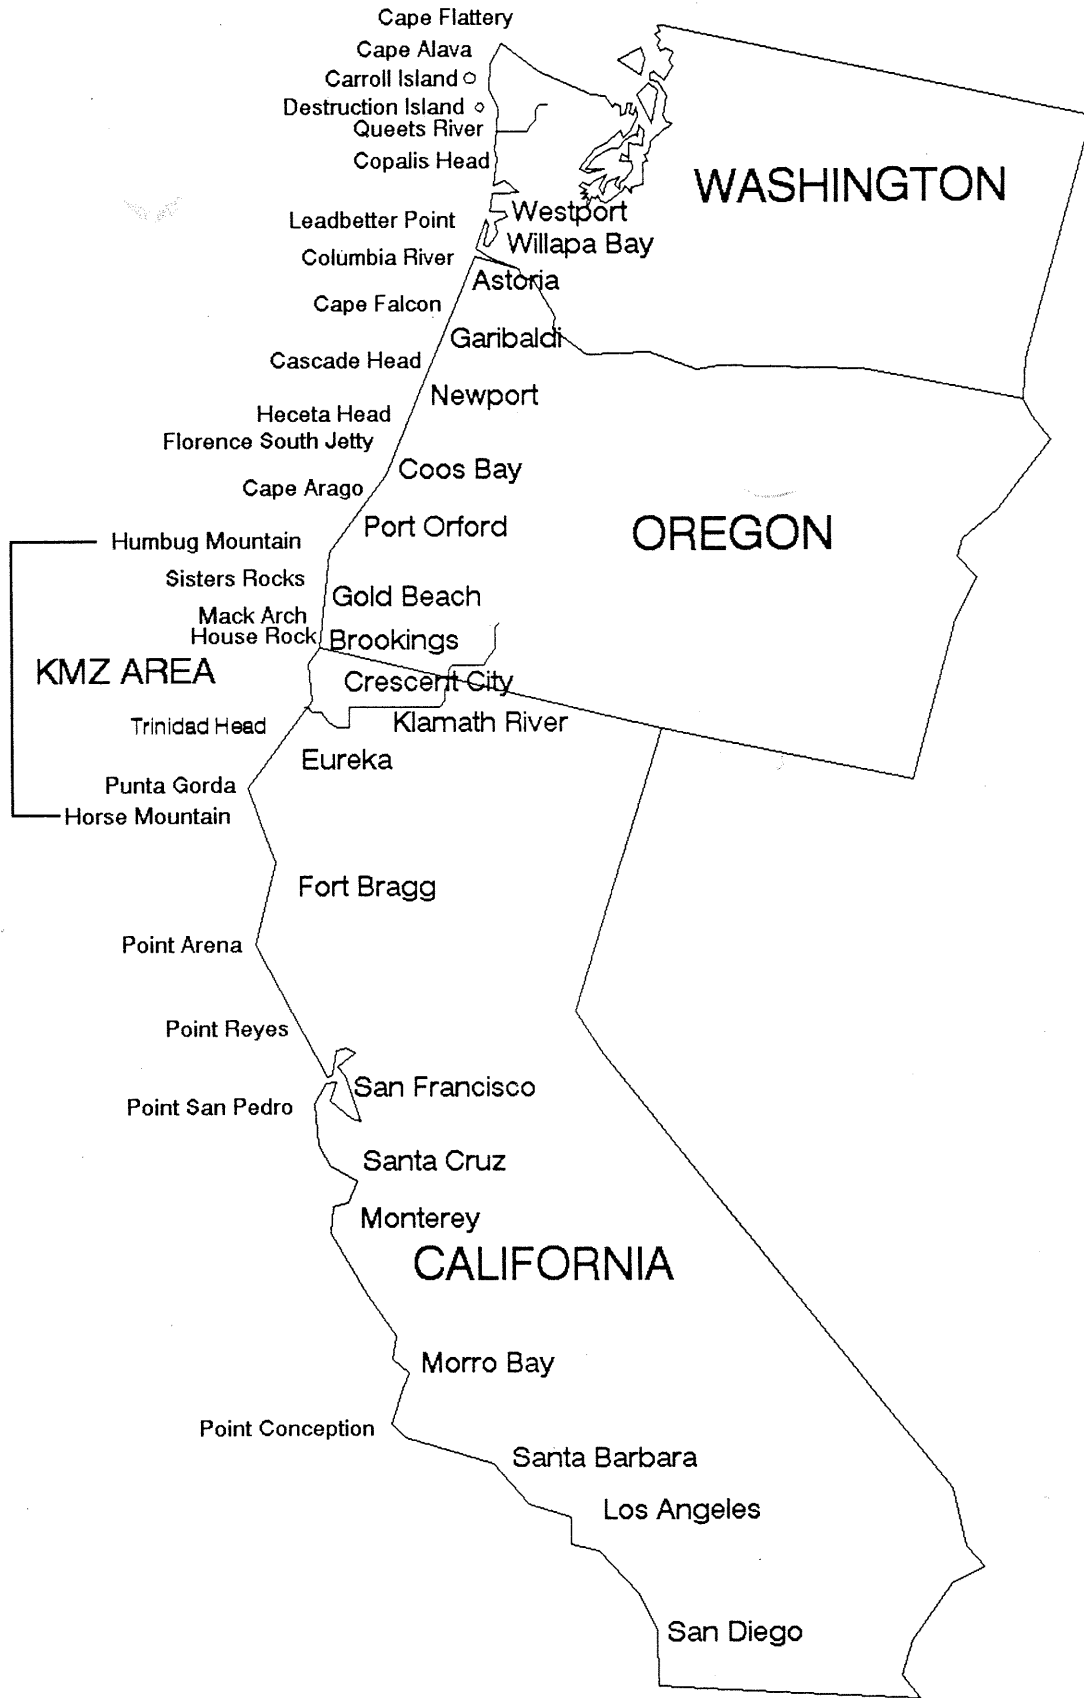 Cape Flattery
Cape Alava
Carroll Island
Destruction Island
Queets River
Copalis Head
WASHINGTON
Westport
Leadbetter Point
Willapa Bay
Columbia River
Astoria
Cape Falcon
Garibaldi
Cascade Head
Newport
Heceta Head
Florence South Jetty
Coos Bay
Cape Arago
Port Orford
OREGON
Humbug Mountain
Sisters Rocks
Gold Beach
Mack Arch
House Rock
Brookings
KMZ AREA
Crescent City
Klamath River
Trinidad Head
Eureka
Punta Gorda
Horse Mountain
Fort Bragg
Point Arena
Point Reyes
San Francisco
Point San Pedro
Santa Cruz
Monterey
CALIFORNIA
Morro Bay
Point Conception
Santa Barbara
Los Angeles
San Diego